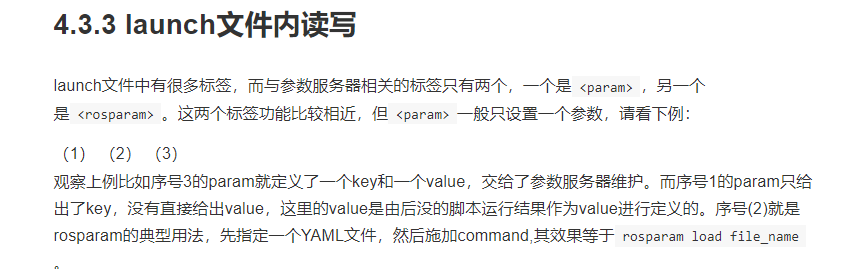 4.3.3 launch文件内读写
launch文件中有很多标签，而与参数服务器相关的标签只有两个，一个是 <param> ，另一个
是 <rosparam> 。这两个标签功能比较相近，但 <param> 一般只设置一个参数，请看下例：
（1） （2） （3）
观察上例比如序号3的param就定义了一个key和一个value，交给了参数服务器维护。而序号1的param只给
出了key，没有直接给出value，这里的value是由后没的脚本运行结果作为value进行定义的。序号(2)就是
rosparam的典型用法，先指定一个YAML文件，然后施加command,其效果等于 rosparam load file_name
。